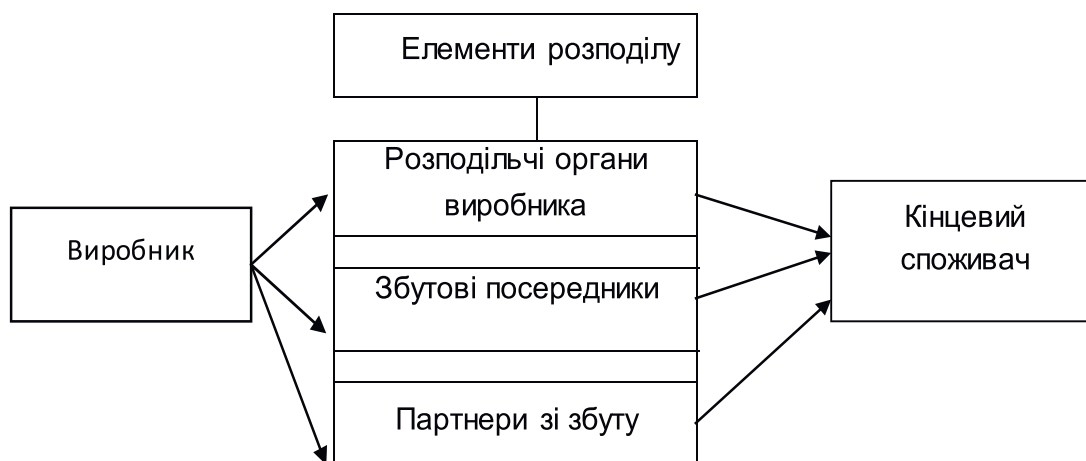 Елементи розподілу
Розподільчі органи
виробника
Виробник
Кінцевий
споживач
Збутові посередники
Партнери зі збуту